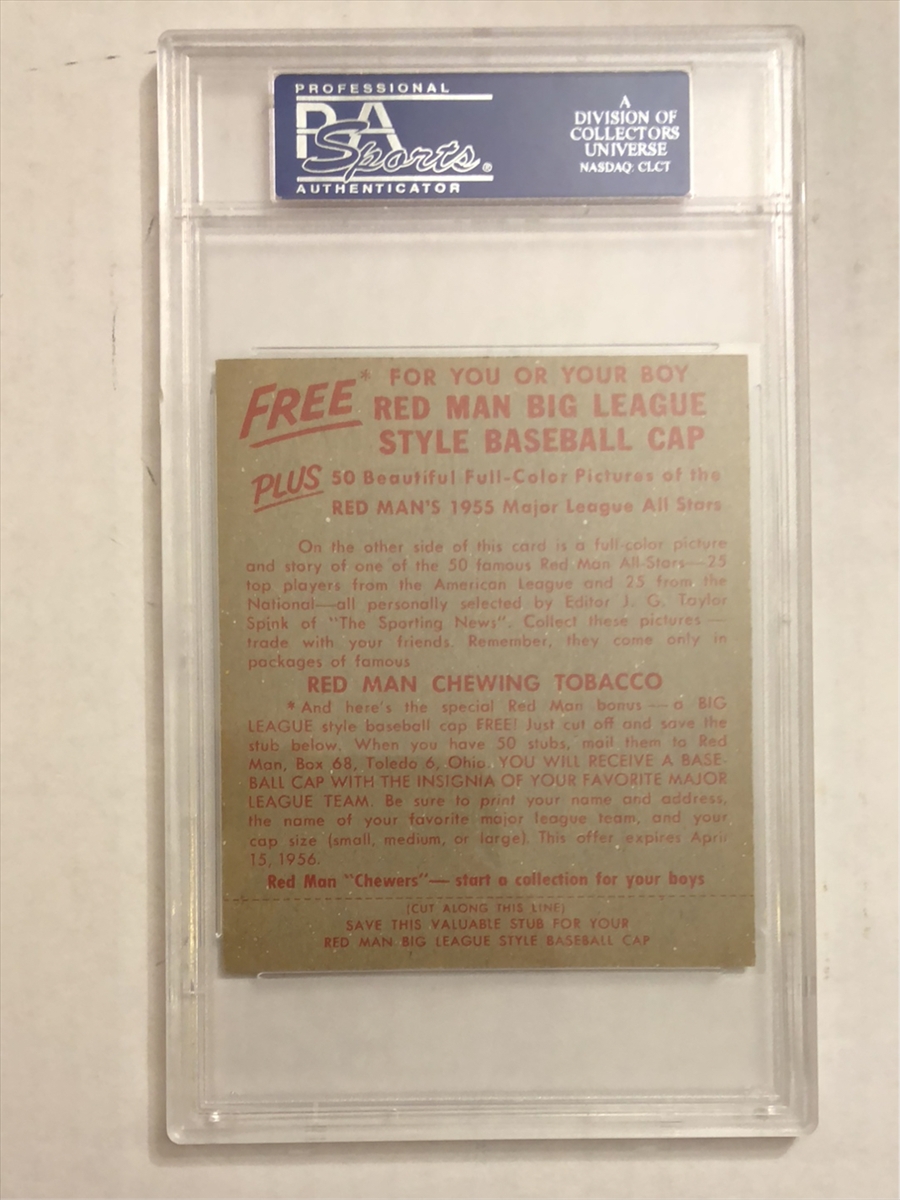 PROFESSIONAL
PSA
Sports®
AUTHENTICATOR
A
DIVISION OF
COLLECTORS
UNIVERSE
NASDAQ: CLCT
FREE* FOR YOU OR YOUR BOY
RED MAN BIG LEAGUE
STYLE BASEBALL CAP
PLUS 50 Beautiful Full-Color Pictures of the
RED MAN'S 1955 Major League All Stars
On the other side of this card is a full-color picture
and story of one of the 50 famous Red Man All-Stars—25
top players from the American League and 25 from the
National—all personally selected by Editor J. G. Taylor
Spink of "The Sporting News". Collect these pictures —
trade with your friends. Remember, they come only in
packages of famous
RED MAN CHEWING TOBACCO
* And here's the special Red Man bonus — a BIG
LEAGUE style baseball cap FREE! Just cut off and save the
stub below. When you have 50 stubs, mail them to Red
Man, Box 68, Toledo 6, Ohio. YOU WILL RECEIVE A BASE-
BALL CAP WITH THE INSIGNIA OF YOUR FAVORITE MAJOR
LEAGUE TEAM. Be sure to print your name and address,
the name of your favorite major league team, and your
cap size (small, medium, or large). This offer expires April
15, 1956.
Red Man "Chewers" — start a collection for your boys
(CUT ALONG THIS LINE)
SAVE THIS VALUABLE STUB FOR YOUR
RED MAN BIG LEAGUE STYLE BASEBALL CAP